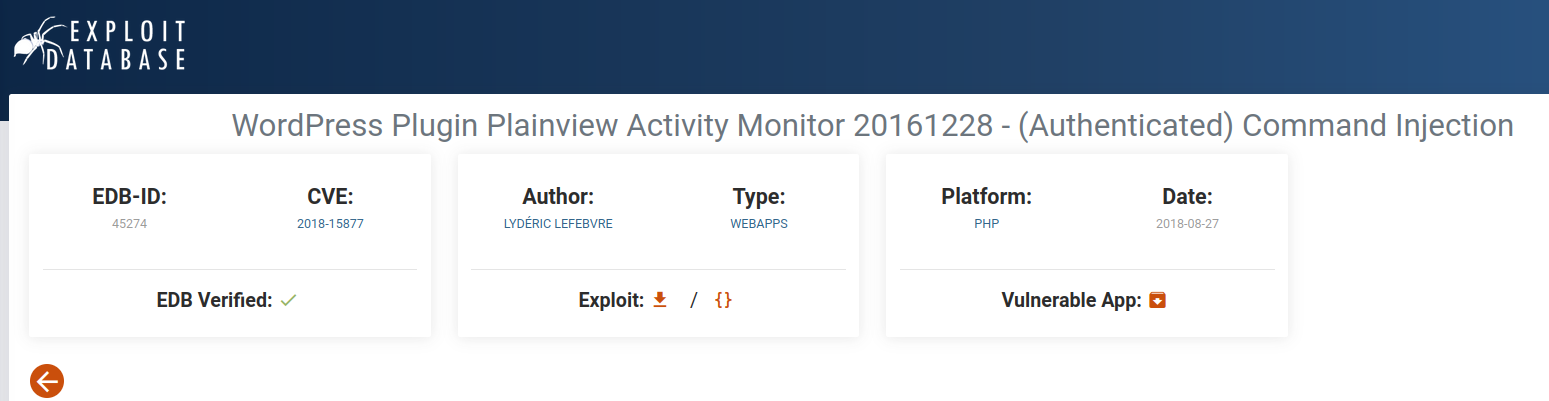 EXPLOIT
DATABASE
WordPress Plugin Plainview Activity Monitor 20161228 - (Authenticated) Command Injection
EDB-ID: CVE: Author: Type: Platform: Date:
45274 2018-15877 LYDÉRIC LEFEBVRE WEBAPPS PHP 2018-08-27
EDB Verified: Exploit: / {} Vulnerable App: